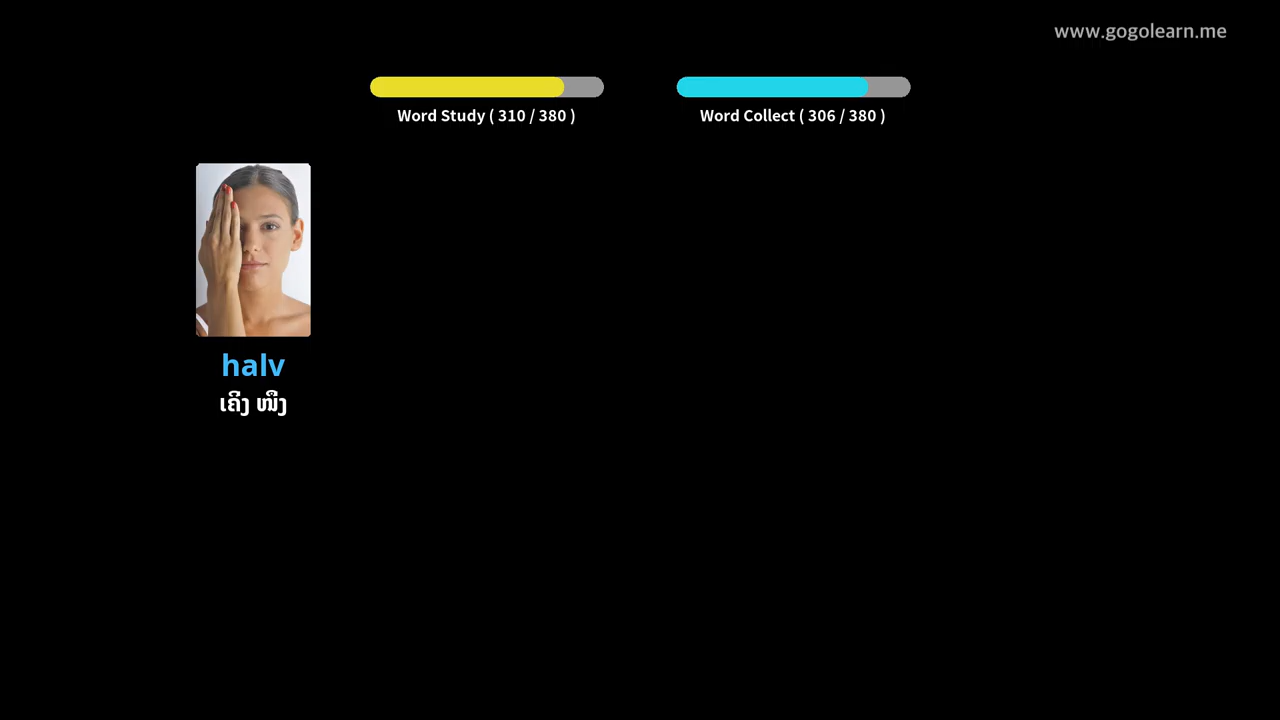 www.gogolearn.me
Word Study ( 310 / 380 )
Word Collect ( 306 / 380 )
halv
ເຄິ່ງ ໜຶ່ງ